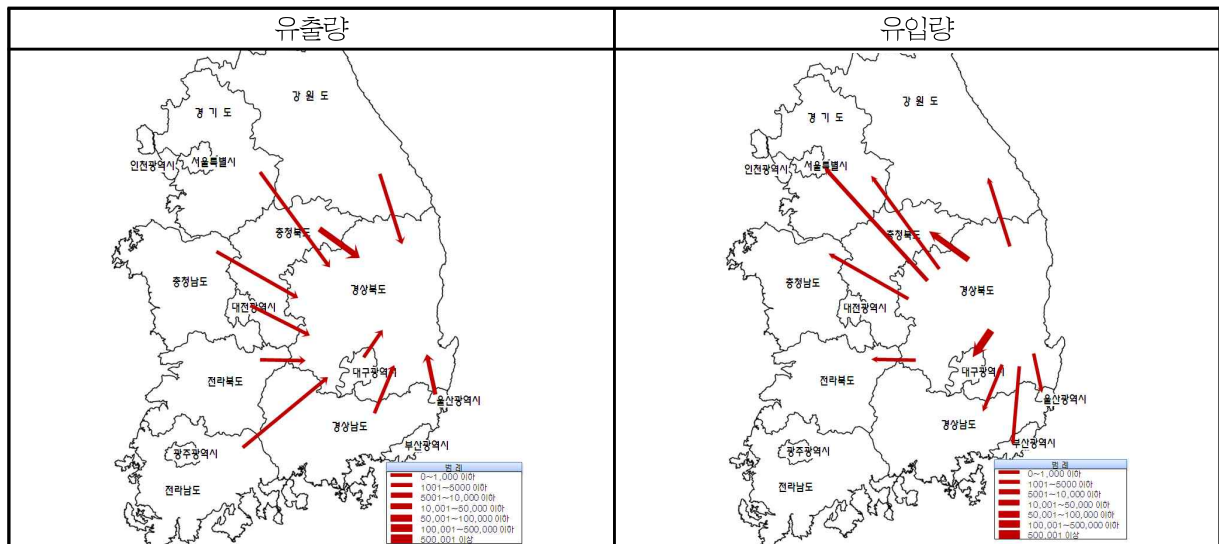 유출량
유입량
강 원 도
경 기 도
인천광역시
서울특별시
충청북도
충청남도
경상북도
대전광역시
전라북도
대구광역시
울산광역시
경상남도
부산광역시
광주광역시
전라남도
범 례
0~1,000 이하
1001~5000 이하
5001~10,000 이하
10,001~50,000 이하
50,001~100,000 이하
100,001~500,000 이하
500,001 이상
강 원 도
경 기 도
인천광역시
서울특별시
충청북도
충청남도
경상북도
대전광역시
전라북도
대구광역시
울산광역시
경상남도
부산광역시
광주광역시
전라남도
범 례
0~1,000 이하
1001~5000 이하
5001~10,000 이하
10,001~50,000 이하
50,001~100,000 이하
100,001~500,000 이하
500,001 이상